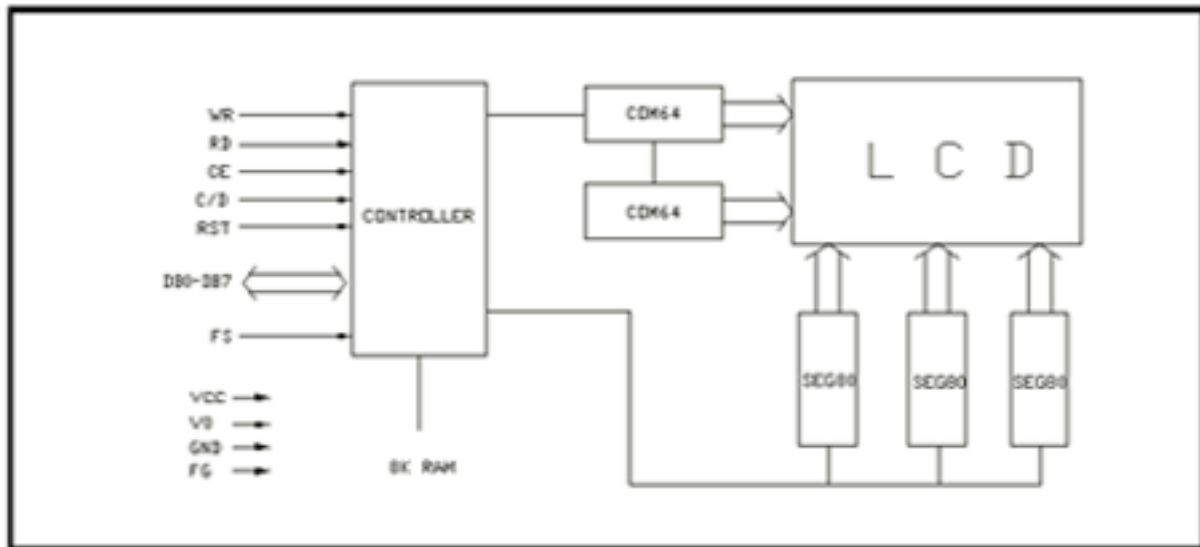 WR
RD
CE
C/D
RST
DB0-DB7
FS
VCC
V0
GND
FG
CONTROLLER
8K RAM
COM64
COM64
L C D
SEG80
SEG80
SEG80